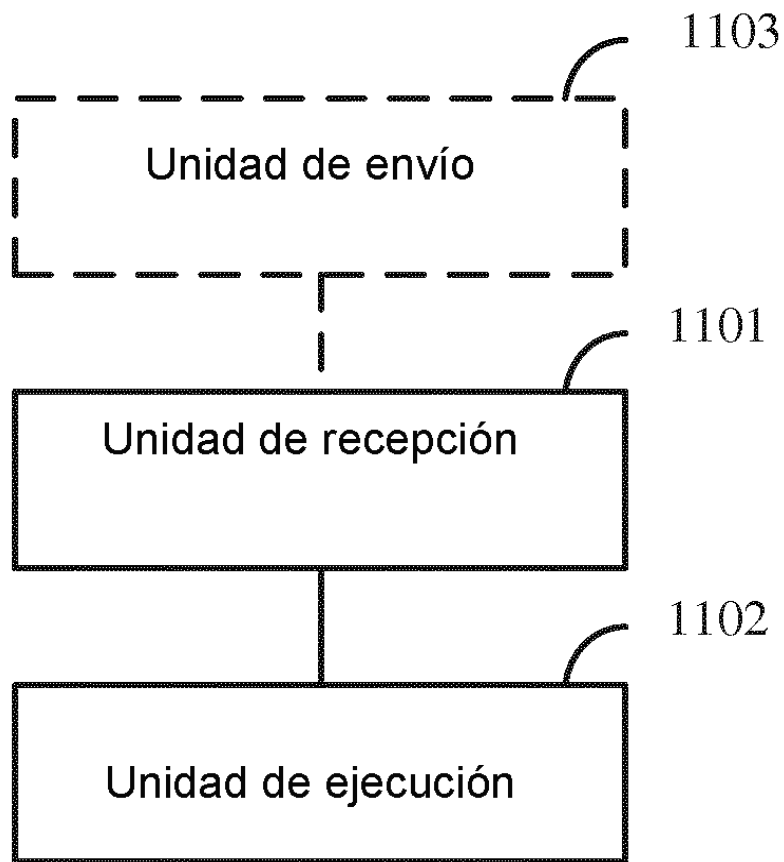 1103
Unidad de envío
1101
Unidad de recepción
1102
Unidad de ejecución